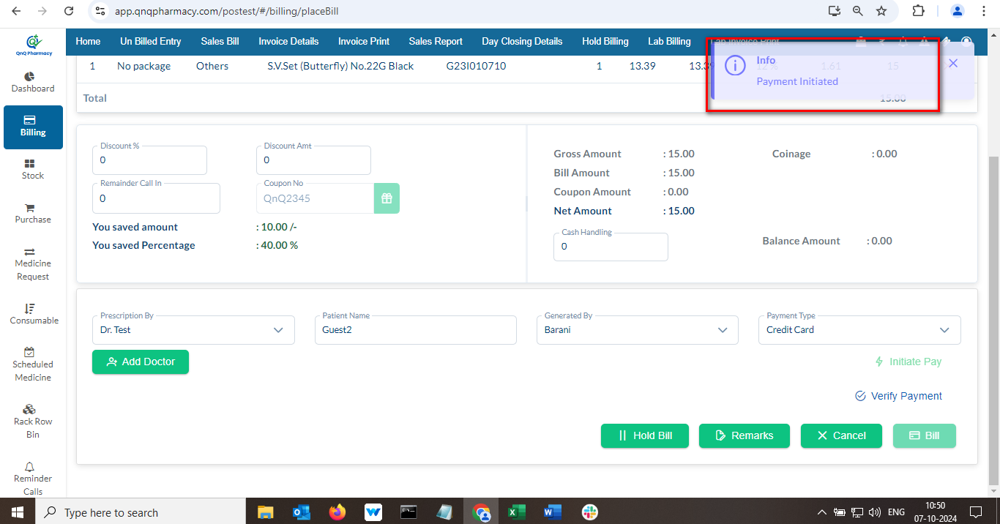 app.qnqpharmacy.com/postest/#/billing/placeBill
QnQ Pharmacy
Home Un Billed Entry Sales Bill Invoice Details Invoice Print Sales Report Day Closing Details Hold Billing Lab Billing Lab Invoice Print
1 No package Others S.V.Set (Butterfly) No.22G Black G23I010710 1 13.39 13.39 12 % 1.61 15
Info
Payment Initiated
Total 15.00
Dashboard
Billing
Stock
Purchase
Medicine
Request
Consumable
Scheduled
Medicine
Rack Row
Bin
Reminder
Calls
Discount %
0
Discount Amt
0
Remainder Call In
0
Coupon No
QnQ2345
You saved amount : 10.00 /-
You saved Percentage : 40.00 %
Gross Amount : 15.00
Bill Amount : 15.00
Coupon Amount : 0.00
Net Amount : 15.00
Coinage : 0.00
Cash Handling
0
Balance Amount : 0.00
Prescription By
Dr. Test
Patient Name
Guest2
Generated By
Barani
Payment Type
Credit Card
Add Doctor
Initiate Pay
Verify Payment
Hold Bill Remarks Cancel Bill
Type here to search
ENG
10:50
07-10-2024